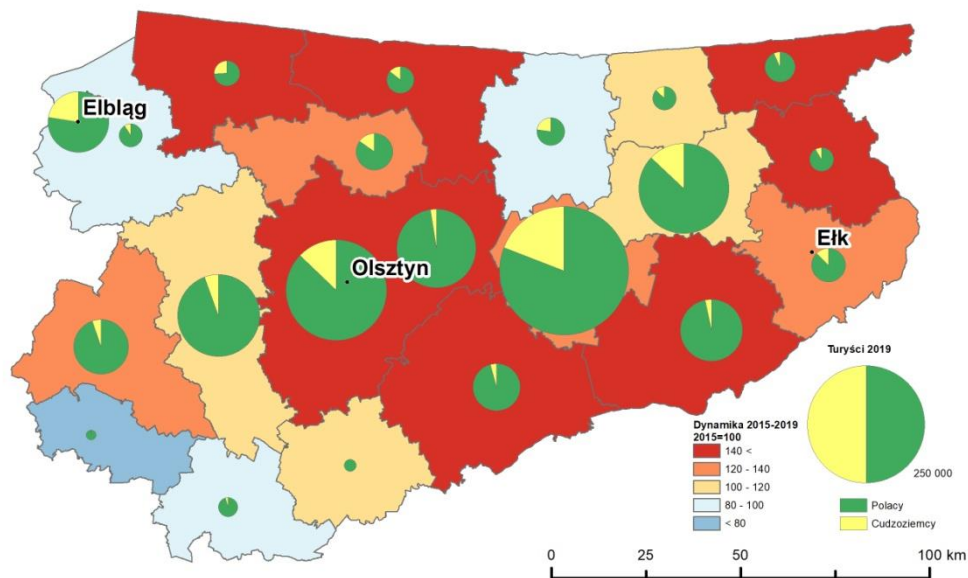 Elbląg
Olsztyn
Ełk
Turyści 2019
250 000
Polacy
Cudzoziemcy
Dynamika 2015-2019
2015=100
140 <
120 - 140
100 - 120
80 - 100
< 80
0 25 50 100 km